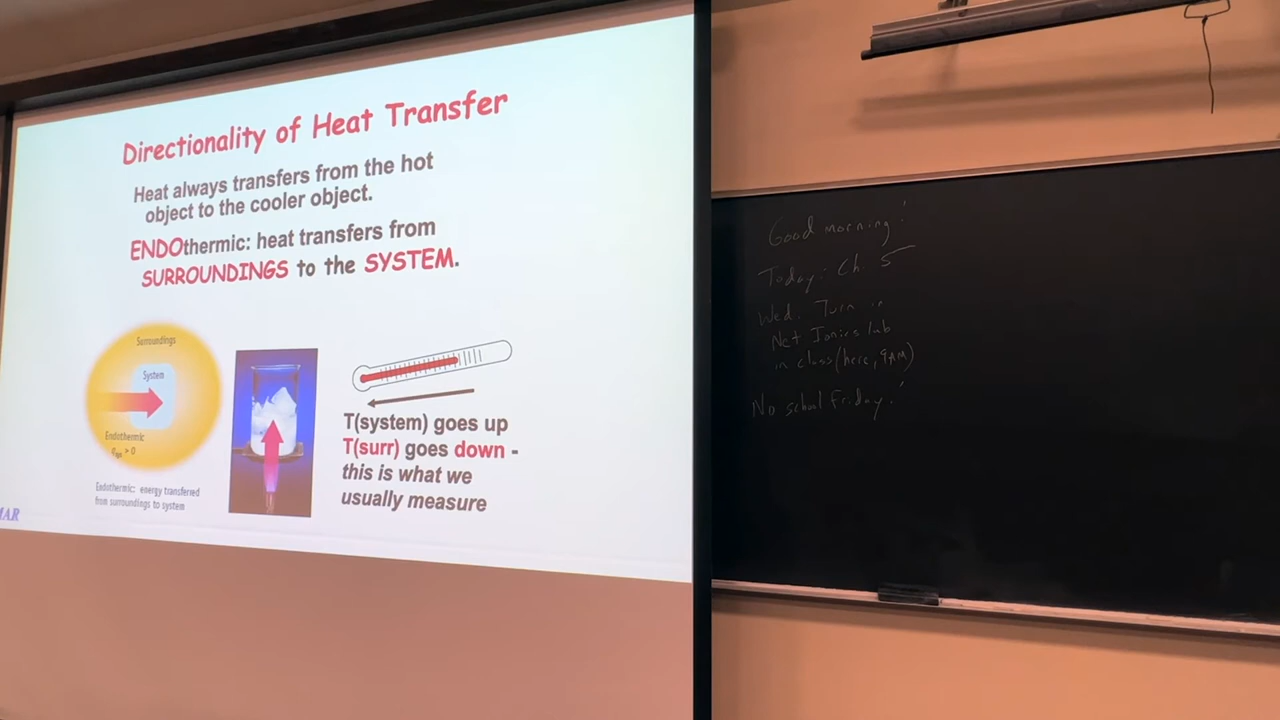 Directionality of Heat Transfer
Heat always transfers from the hot
object to the cooler object.
ENDOthermic: heat transfers from
SURROUNDINGS to the SYSTEM.
Surroundings
System
Endothermic
qsys > 0
Endothermic: energy transferred
from surroundings to system
T(system) goes up
T(surr) goes down -
this is what we
usually measure
MAR
Good morning!
Today: Ch. 5
Wed. Turn in
Net Ionics lab
in class (here, 9AM)
No school Friday!